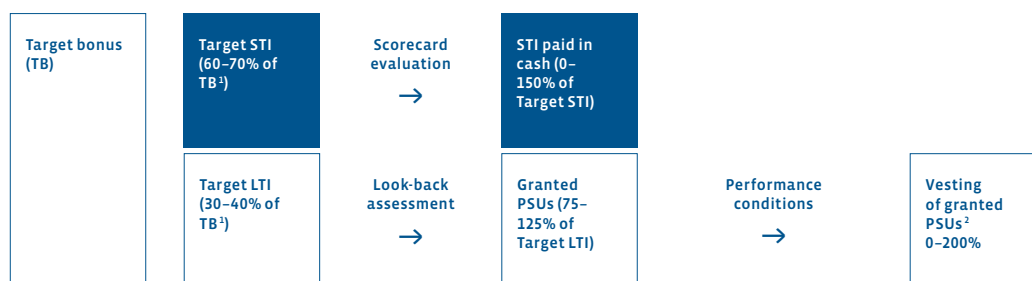 Target bonus
(TB)
Target STI
(60–70% of
TB¹)
Scorecard
evaluation
→
STI paid in
cash (0–
150% of
Target STI)
Target LTI
(30–40% of
TB¹)
Look-back
assessment
→
Granted
PSUs (75–
125% of
Target LTI)
Performance
conditions
→
Vesting
of granted
PSUs²
0–200%